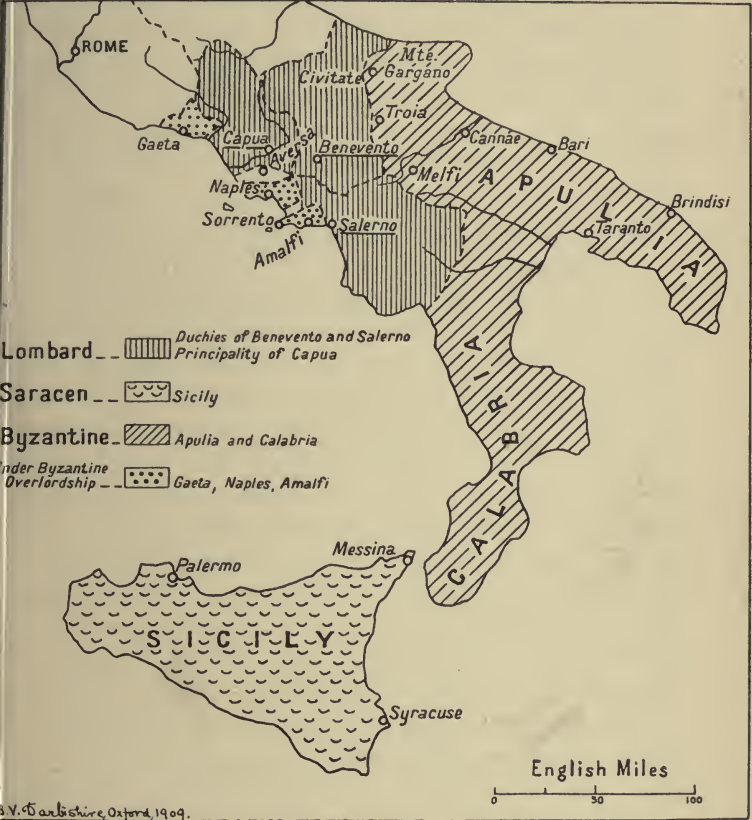 ROME
Mte.
Gargano
Civitate
Troia
Gaeta
Capua
Aversa
Benevento
Cannae
Bari
Melfi
APULIA
Naples
Brindisi
Taranto
Sorrento
Salerno
Amalfi
Lombard
Duchies of Benevento and Salerno
Principality of Capua
Saracen
Sicily
Byzantine
Apulia and Calabria
nder Byzantine
Overlordship
Gaeta, Naples, Amalfi
CALABRIA
Messina
Palermo
SICILY
Syracuse
English Miles
0 50 100
B.V. Darbishire, Oxford, 1909.